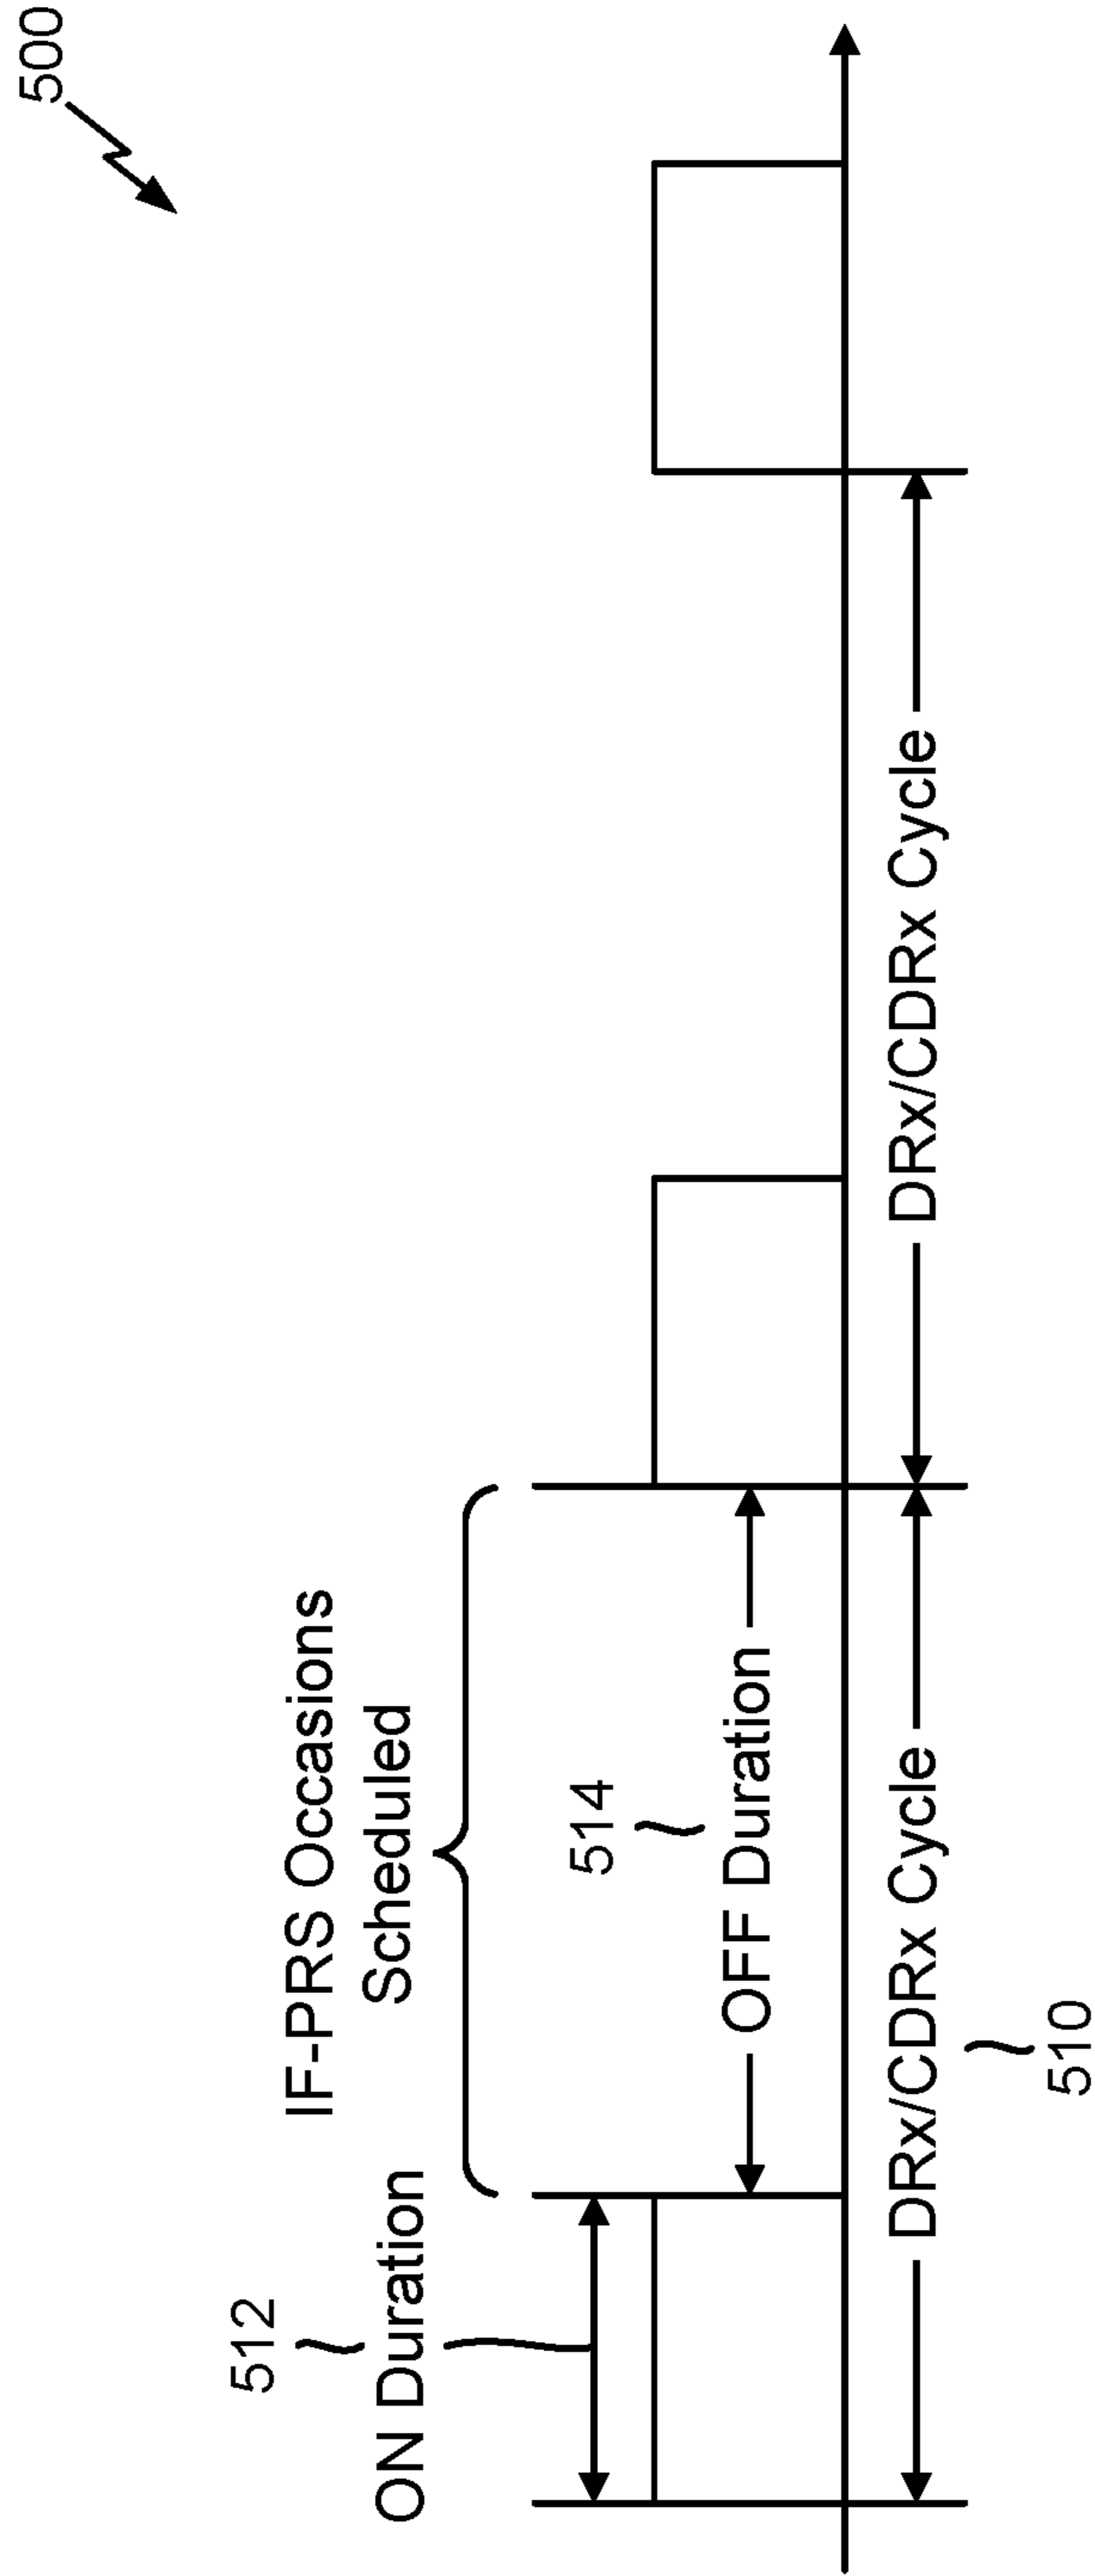 500
IF-PRS Occasions
Scheduled
512
ON Duration
514
OFF Duration
DRx/CDRx Cycle
DRx/CDRx Cycle
510